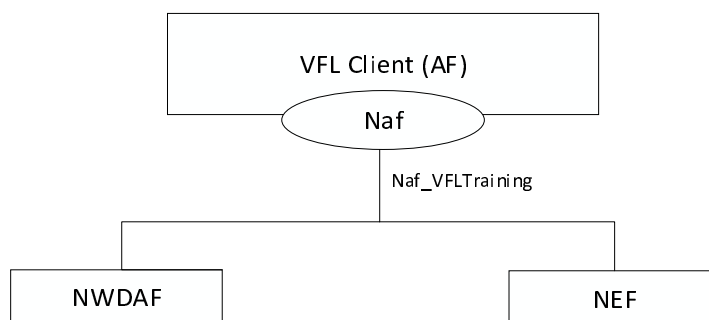 VFL Client (AF)
Naf
Naf_VFLTraining
NWDAF
NEF